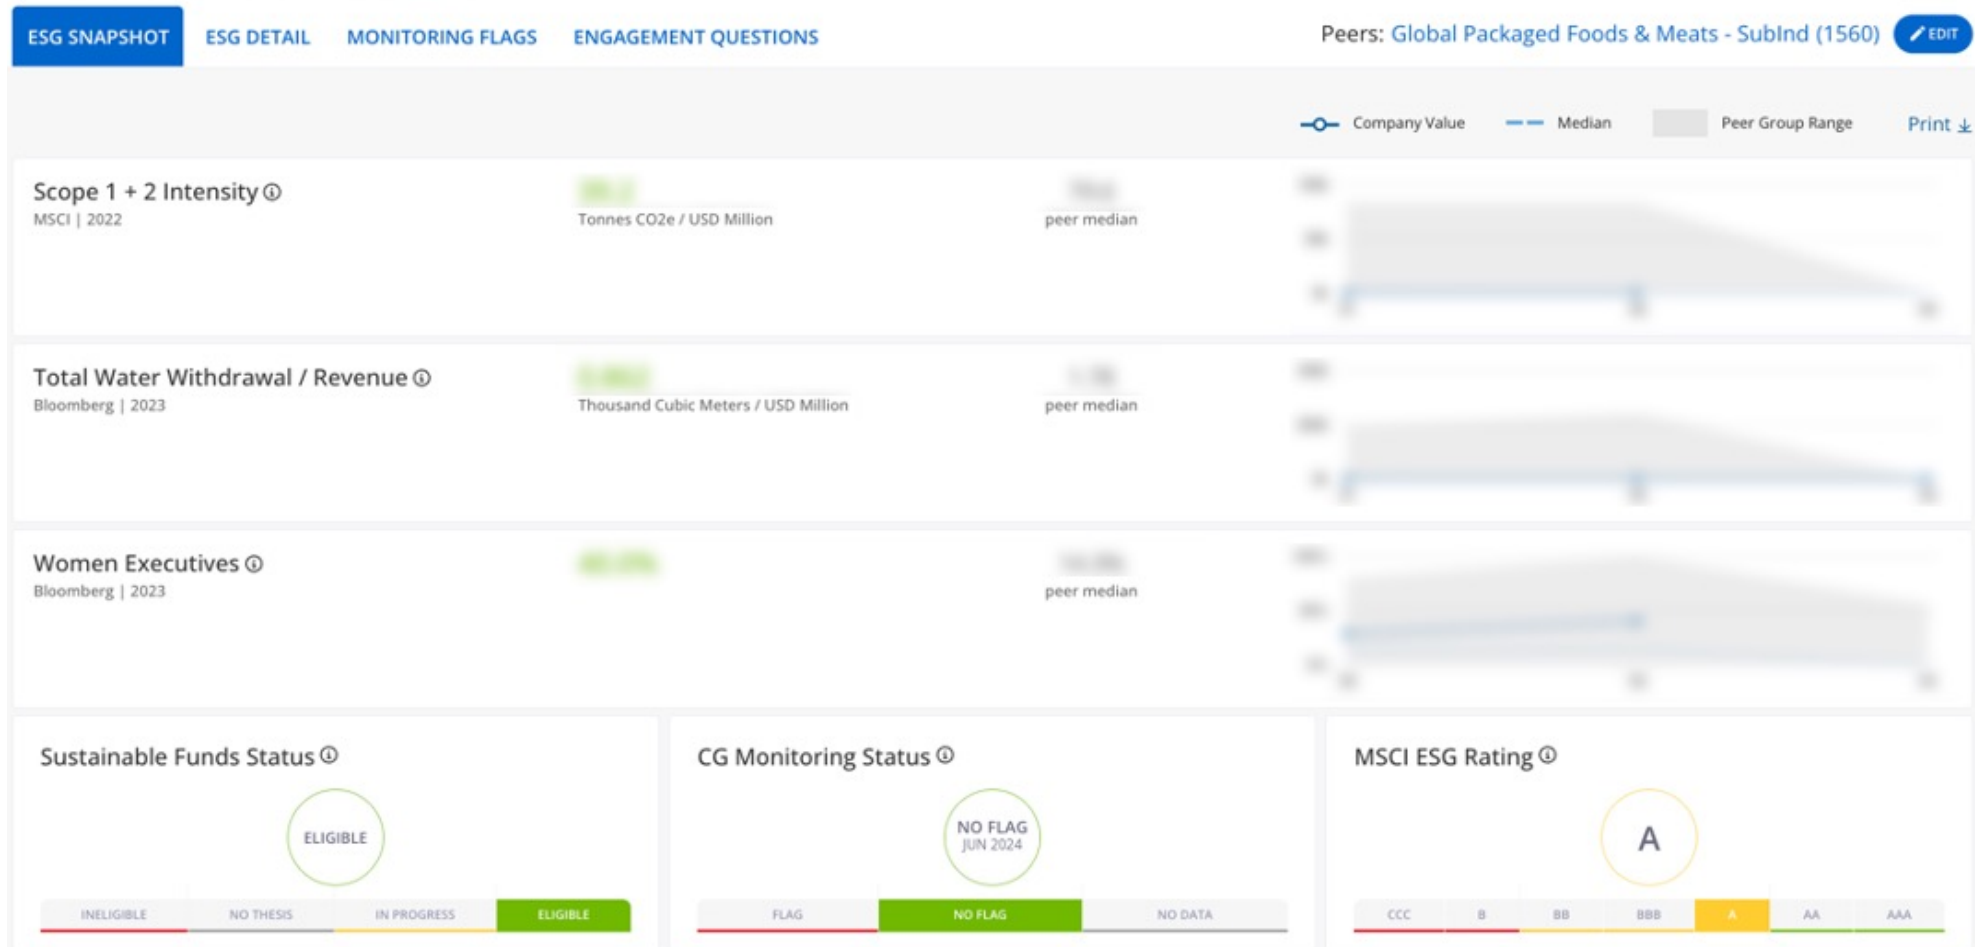 ESG SNAPSHOT ESG DETAIL MONITORING FLAGS ENGAGEMENT QUESTIONS Peers: Global Packaged Foods & Meats - SubInd (1560) EDIT
Company Value Median Peer Group Range Print
Scope 1 + 2 Intensity
MSCI | 2022
Tonnes CO2e / USD Million
peer median
Total Water Withdrawal / Revenue
Bloomberg | 2023
Thousand Cubic Meters / USD Million
peer median
Women Executives
Bloomberg | 2023
peer median
Sustainable Funds Status
ELIGIBLE
INELIGIBLE NO THESIS IN PROGRESS ELIGIBLE
CG Monitoring Status
NO FLAG
JUN 2024
FLAG NO FLAG NO DATA
MSCI ESG Rating
A
CCC B BB BBB A AA AAA